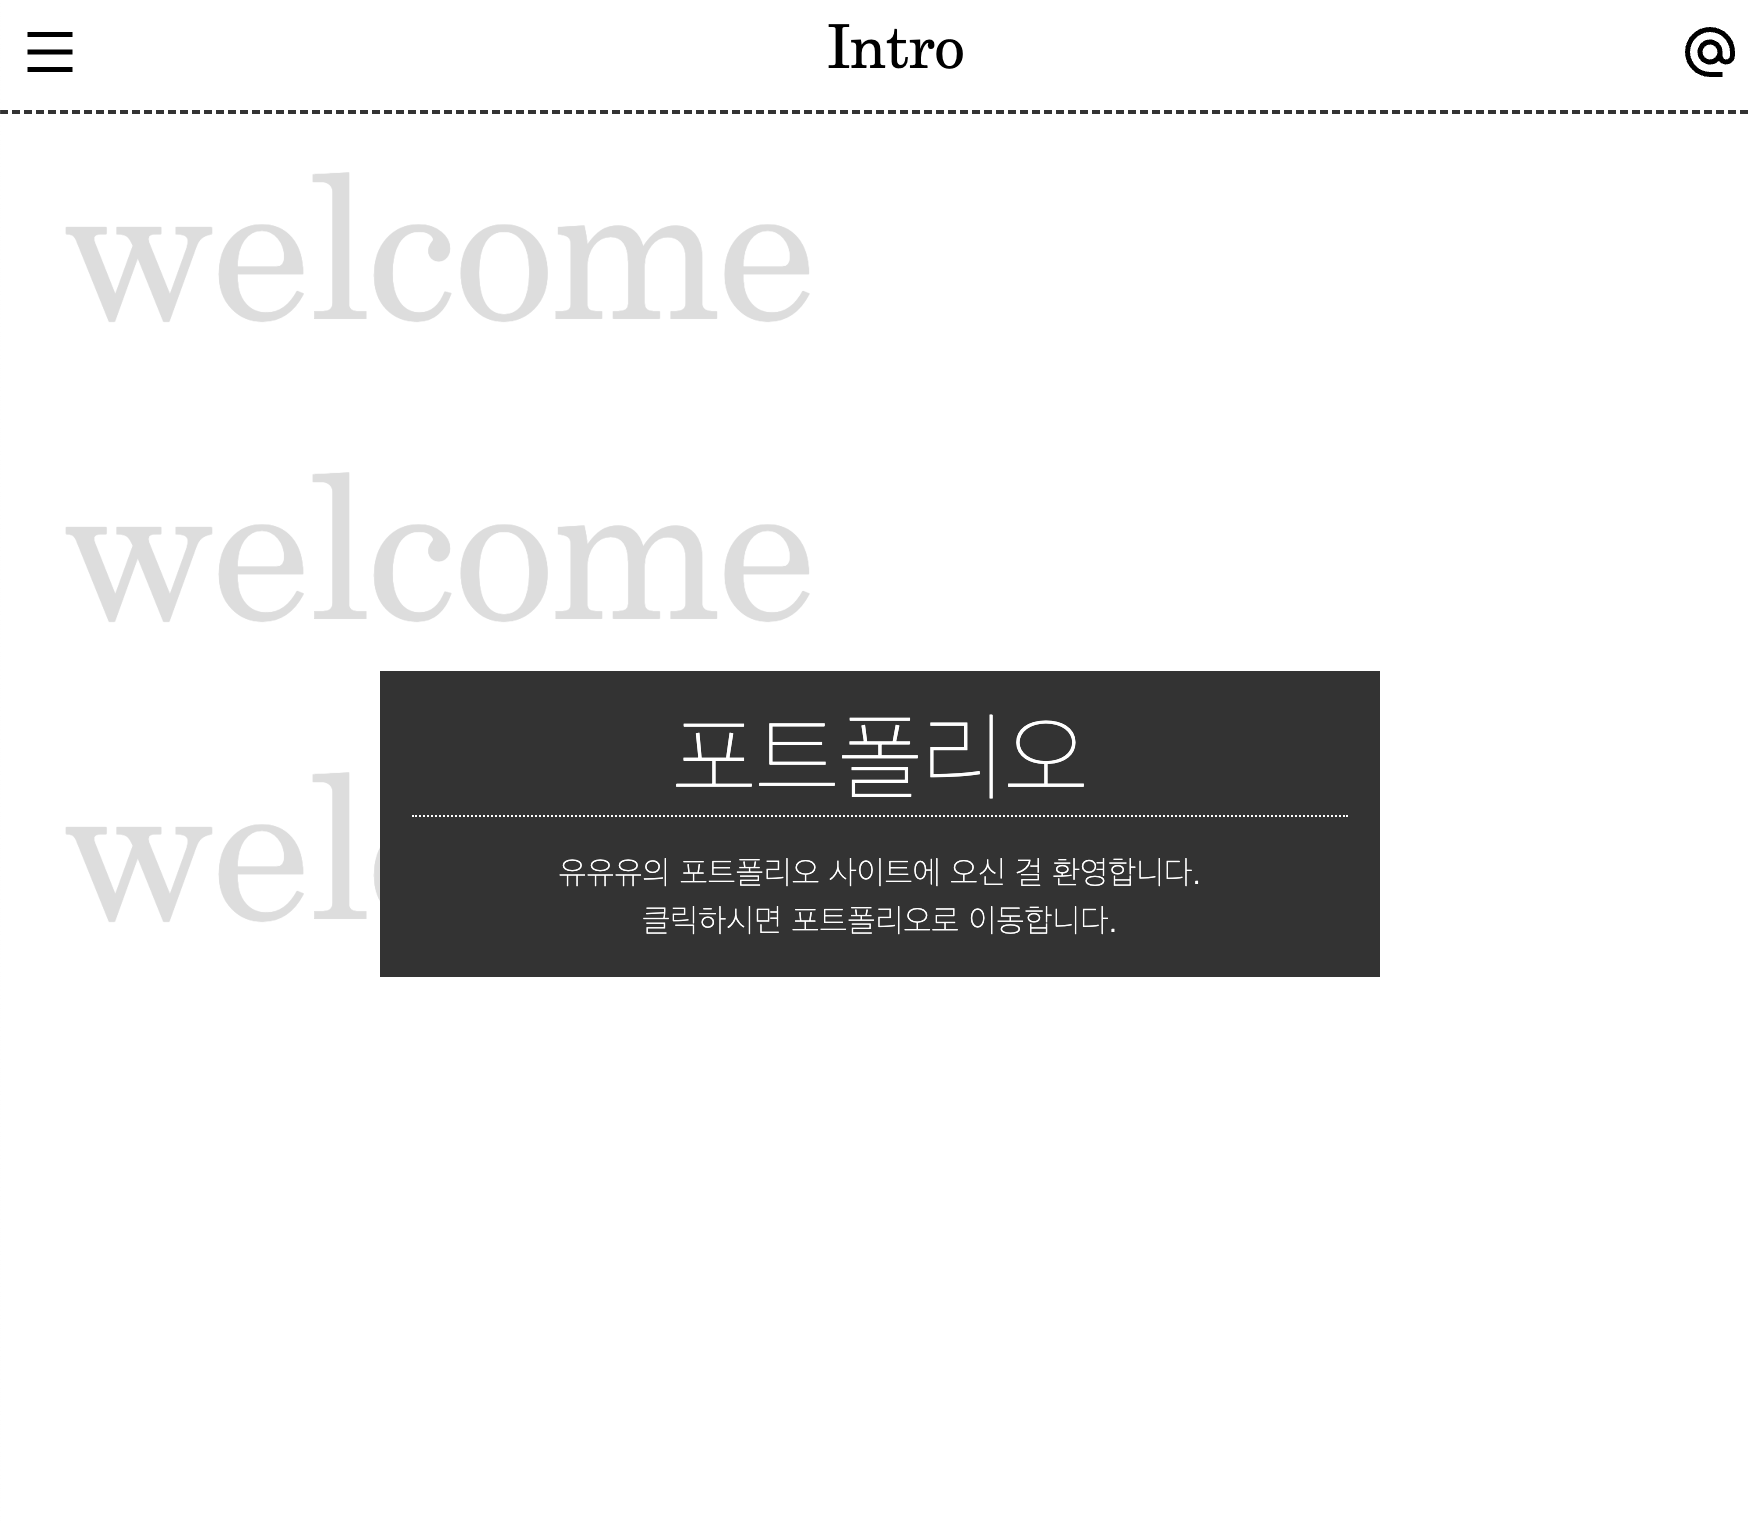 Intro
welcome
welcome
포트폴리오
유유유의 포트폴리오 사이트에 오신 걸 환영합니다.
클릭하시면 포트폴리오로 이동합니다.